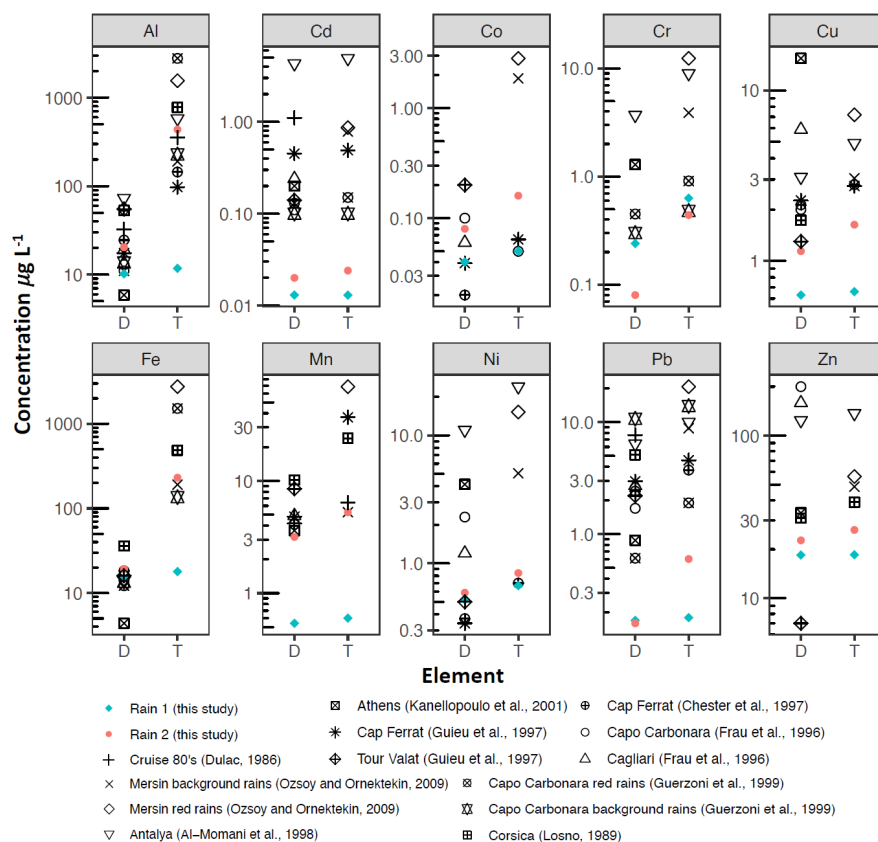 Al Cd Co Cr Cu
1000 100 10
1.00 0.10 0.01
3.00 1.00 0.30 0.10 0.03
10.0 1.0 0.1
10 3 1
D T D T D T D T D T
Concentration µg L-1
Fe Mn Ni Pb Zn
1000 100 10
30 10 3 1
10.0 3.0 1.0 0.3
10.0 3.0 1.0 0.3
100 30 10
D T D T D T D T D T
Element
Rain 1 (this study) Athens (Kanellopoulo et al., 2001) Cap Ferrat (Chester et al., 1997)
Rain 2 (this study) Cap Ferrat (Guieu et al., 1997) Capo Carbonara (Frau et al., 1996)
Cruise 80's (Dulac, 1986) Tour Valat (Guieu et al., 1997) Cagliari (Frau et al., 1996)
Mersin background rains (Ozsoy and Ornektekin, 2009) Capo Carbonara red rains (Guerzoni et al., 1999)
Mersin red rains (Ozsoy and Ornektekin, 2009) Capo Carbonara background rains (Guerzoni et al., 1999)
Antalya (Al–Momani et al., 1998) Corsica (Losno, 1989)